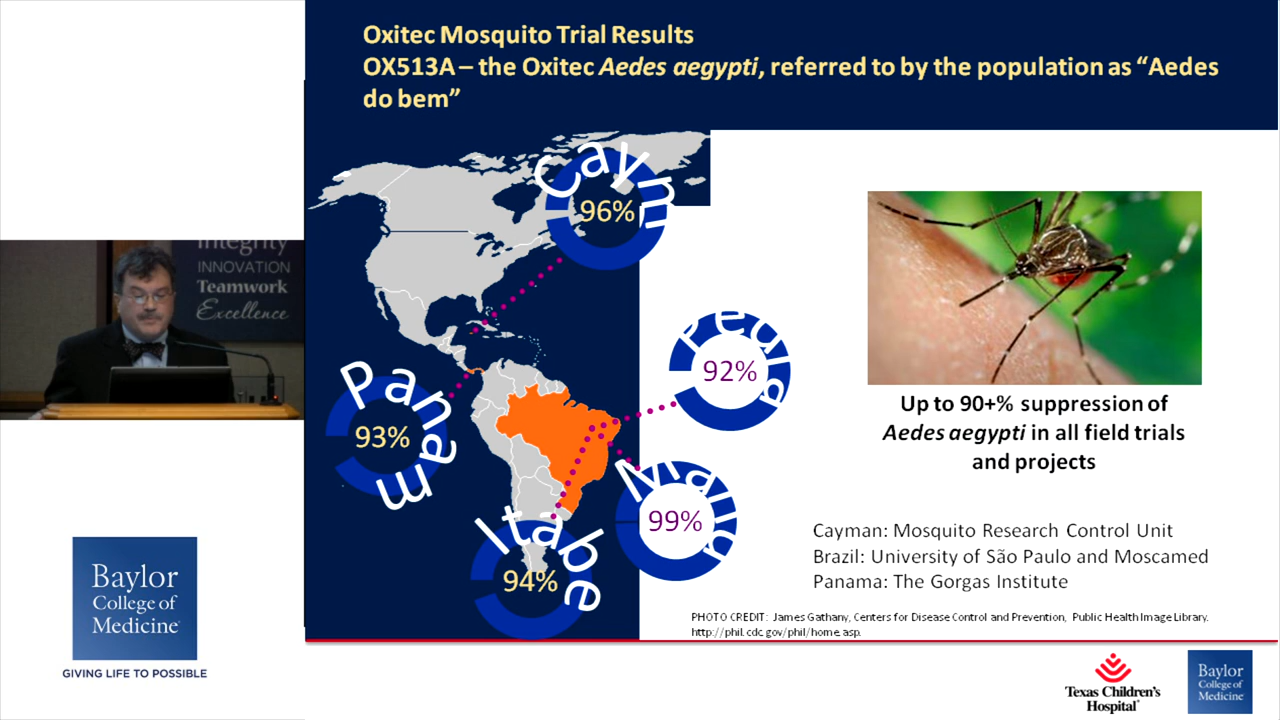 Oxitec Mosquito Trial Results
OX513A – the Oxitec Aedes aegypti, referred to by the population as “Aedes
do bem”
Caym
96%
92%
Panam
93%
99%
Itabe
94%
Up to 90+% suppression of
Aedes aegypti in all field trials
and projects
Cayman: Mosquito Research Control Unit
Brazil: University of São Paulo and Moscamed
Panama: The Gorgas Institute
PHOTO CREDIT: James Gathany, Centers for Disease Control and Prevention, Public Health Image Library.
http://phil.cdc.gov/phil/home.asp.
Integrity
INNOVATION
Teamwork
Excellence
Baylor
College of
Medicine
GIVING LIFE TO POSSIBLE
Texas Children's
Hospital
Baylor
College of
Medicine